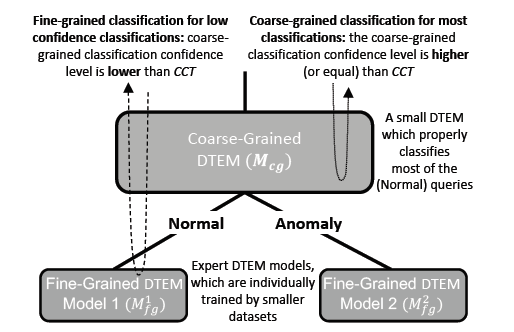 Fine-grained classification for low
confidence classifications: coarse-
grained classification confidence
level is lower than CCT
Coarse-grained classification for most
classifications: the coarse-grained
classification confidence level is higher
(or equal) than CCT
Coarse-Grained
DTEM (M_cg)
A small DTEM
which properly
classifies
most of the
(Normal) queries
Normal
Anomaly
Fine-Grained DTEM
Model 1 (M^1_fg)
Expert DTEM models,
which are individually
trained by smaller
datasets
Fine-Grained DTEM
Model 2 (M^2_fg)